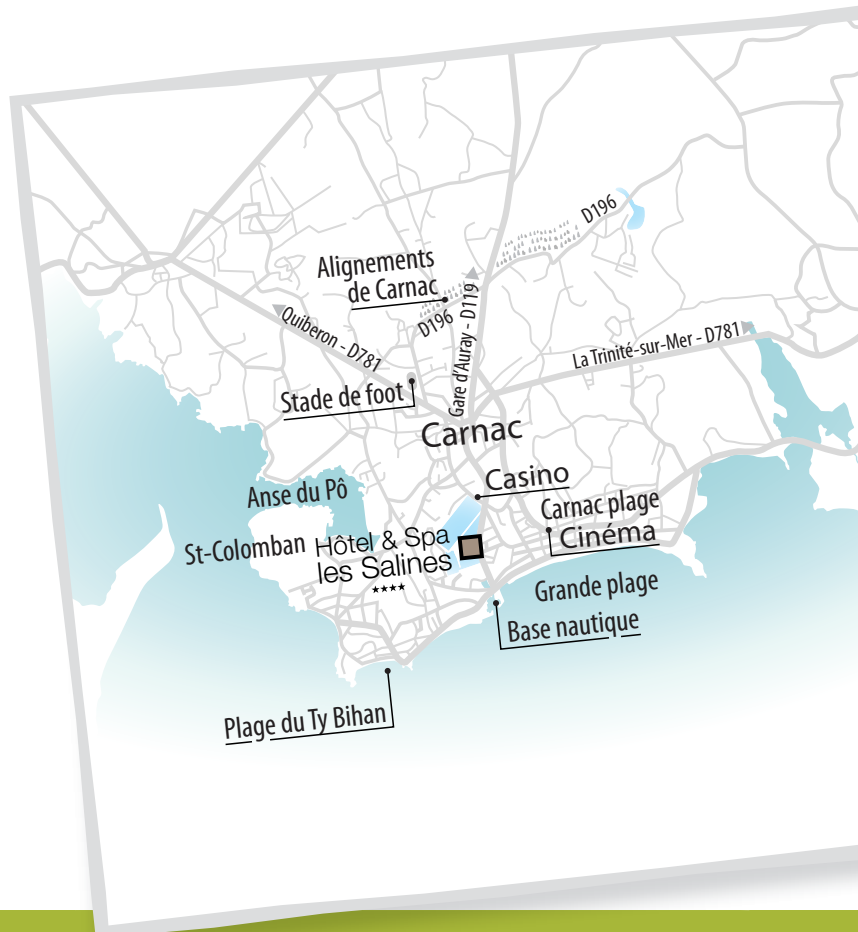 D196
Alignements
de Carnac
D196
Gare d'Auray - D119
Quiberon - D781
La Trinité-sur-Mer - D781
Stade de foot
Carnac
Casino
Anse du Pô
Carnac plage
Cinéma
St-Colomban
Hôtel & Spa
les Salines
★★★★
Grande plage
Base nautique
Plage du Ty Bihan